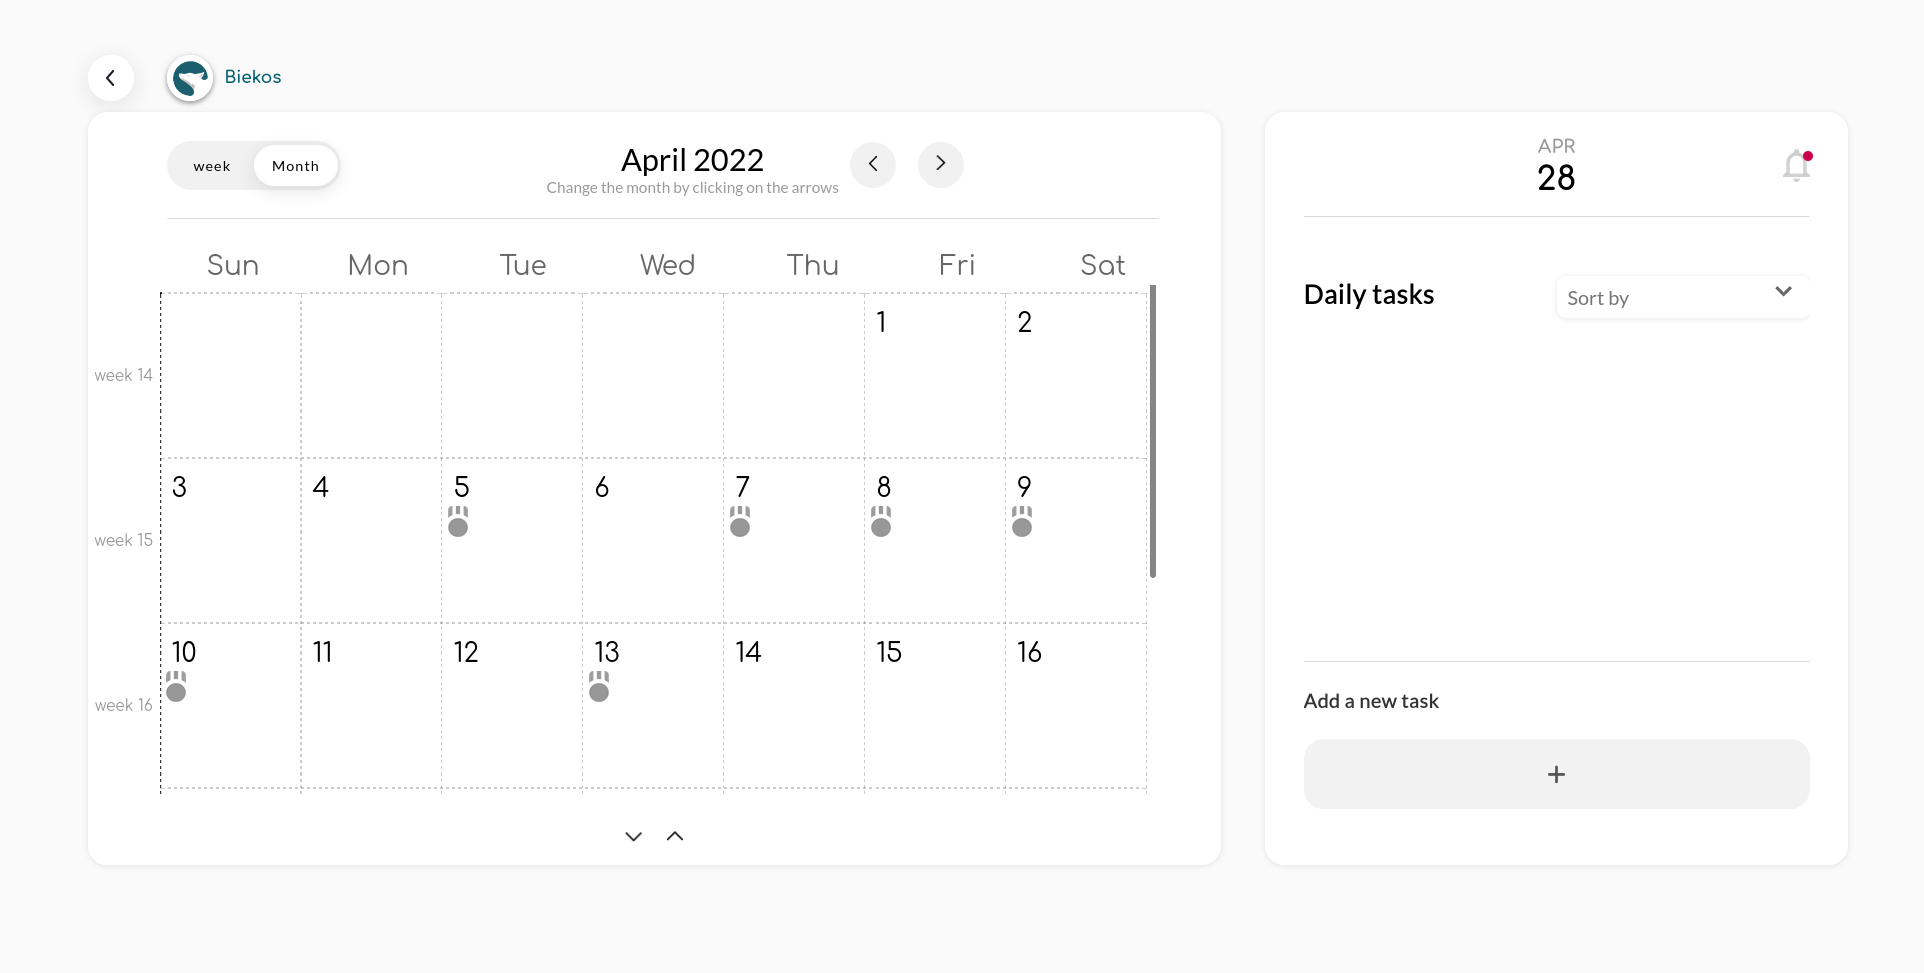 Biekos
week Month
April 2022
Change the month by clicking on the arrows
Sun Mon Tue Wed Thu Fri Sat
1 2
week 14
3 4 5 6 7 8 9
week 15
10 11 12 13 14 15 16
week 16
APR
28
Daily tasks
Sort by
Add a new task
+